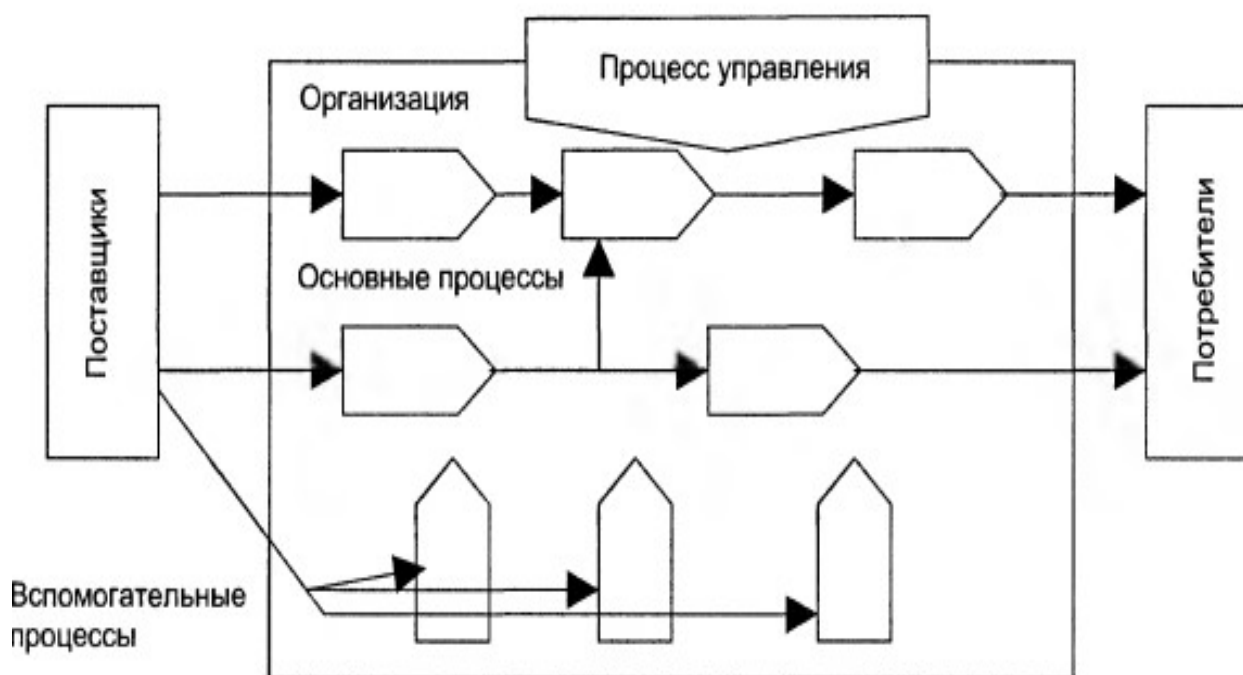 Процесс управления
Организация
Поставщики
Основные процессы
Потребители
Вспомогательные
процессы